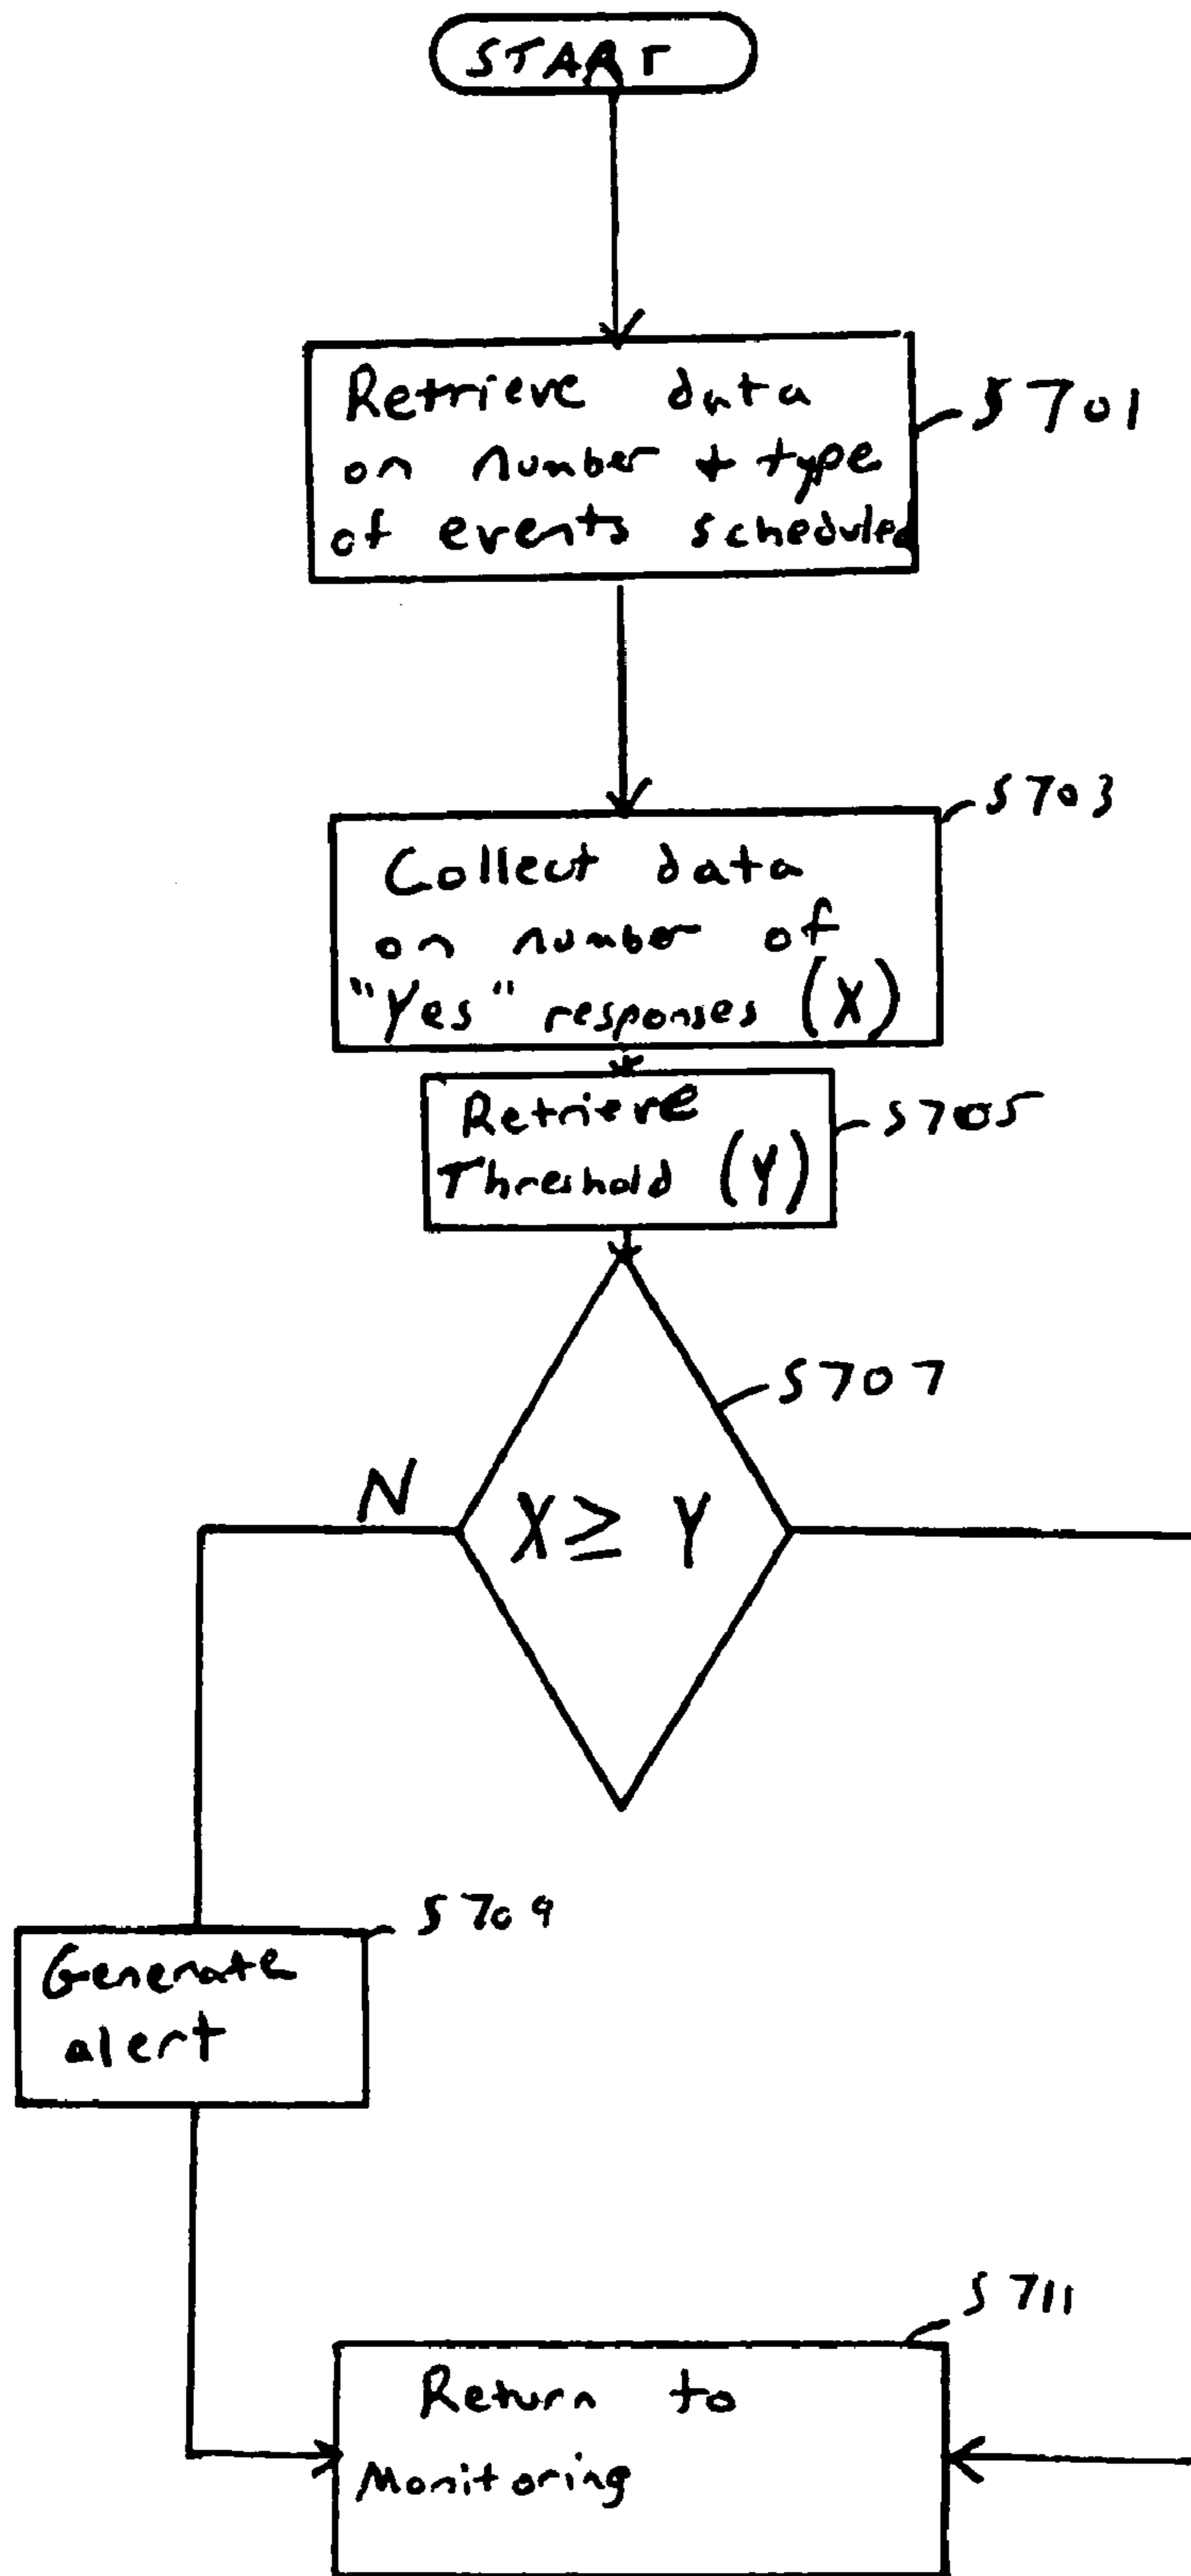 START
Retrieve data
on number + type
of events scheduled
S701
Collect data
on number of
"Yes" responses (X)
S703
Retrieve
Threshold (Y)
S705
S707
N
X ≥ Y
S709
Generate
alert
S711
Return to
Monitoring